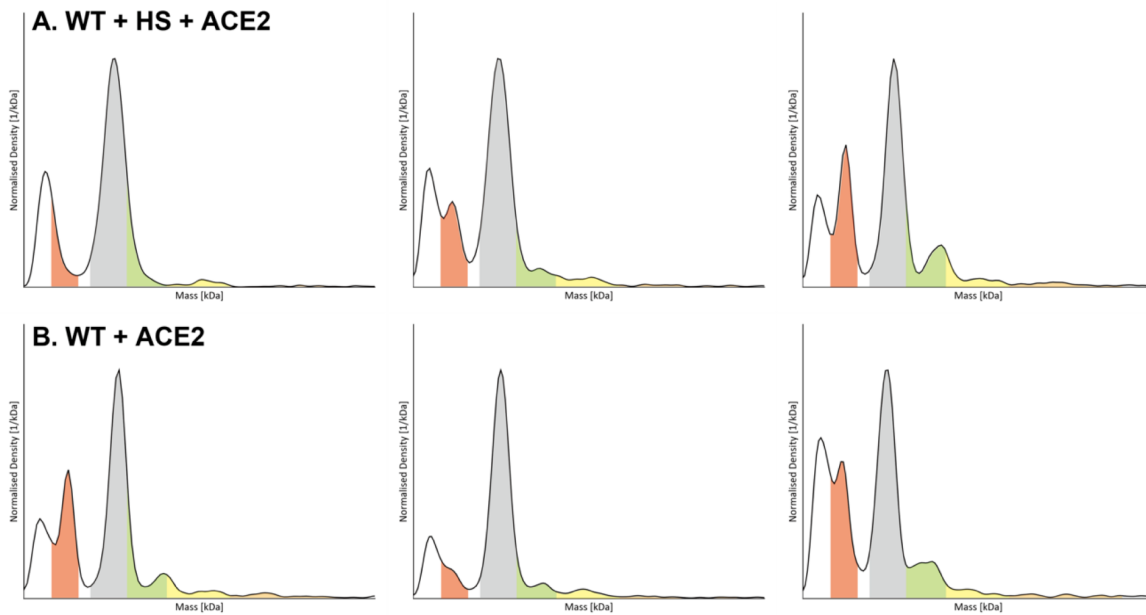 A. WT + HS + ACE2
Normalised Density [1/kDa]
Mass [kDa]
Normalised Density [1/kDa]
Mass [kDa]
Normalised Density [1/kDa]
Mass [kDa]
B. WT + ACE2
Normalised Density [1/kDa]
Mass [kDa]
Normalised Density [1/kDa]
Mass [kDa]
Normalised Density [1/kDa]
Mass [kDa]